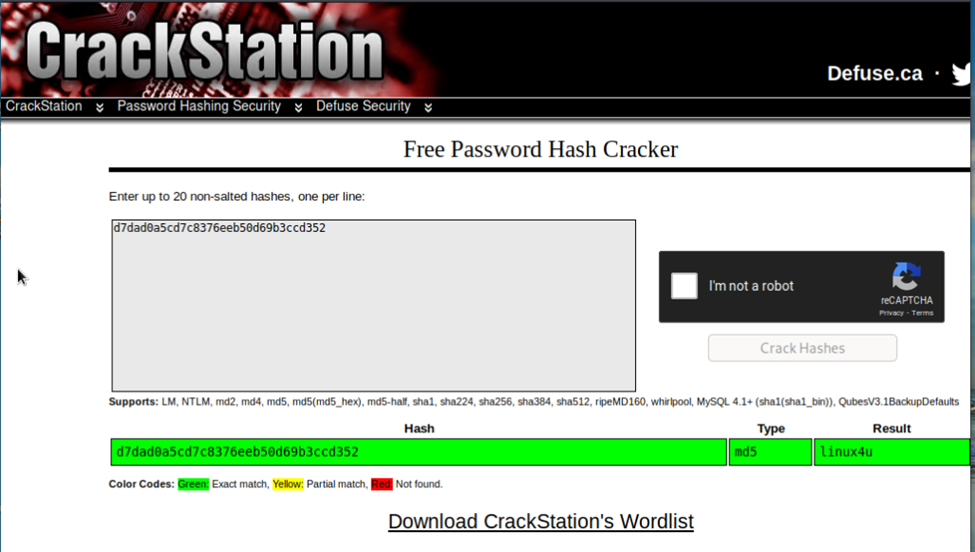 CrackStation
Defuse.ca ·
CrackStation Password Hashing Security Defuse Security
Free Password Hash Cracker
Enter up to 20 non-salted hashes, one per line:
d7dad0a5cd7c8376eeb50d69b3ccd352
I'm not a robot
reCAPTCHA
Privacy - Terms
Crack Hashes
Supports: LM, NTLM, md2, md4, md5, md5(md5_hex), md5-half, sha1, sha224, sha256, sha384, sha512, ripeMD160, whirlpool, MySQL 4.1+ (sha1(sha1_bin)), QubesV3.1BackupDefaults
Hash Type Result
d7dad0a5cd7c8376eeb50d69b3ccd352 md5 linux4u
Color Codes: Green: Exact match, Yellow: Partial match, Red: Not found.
Download CrackStation's Wordlist